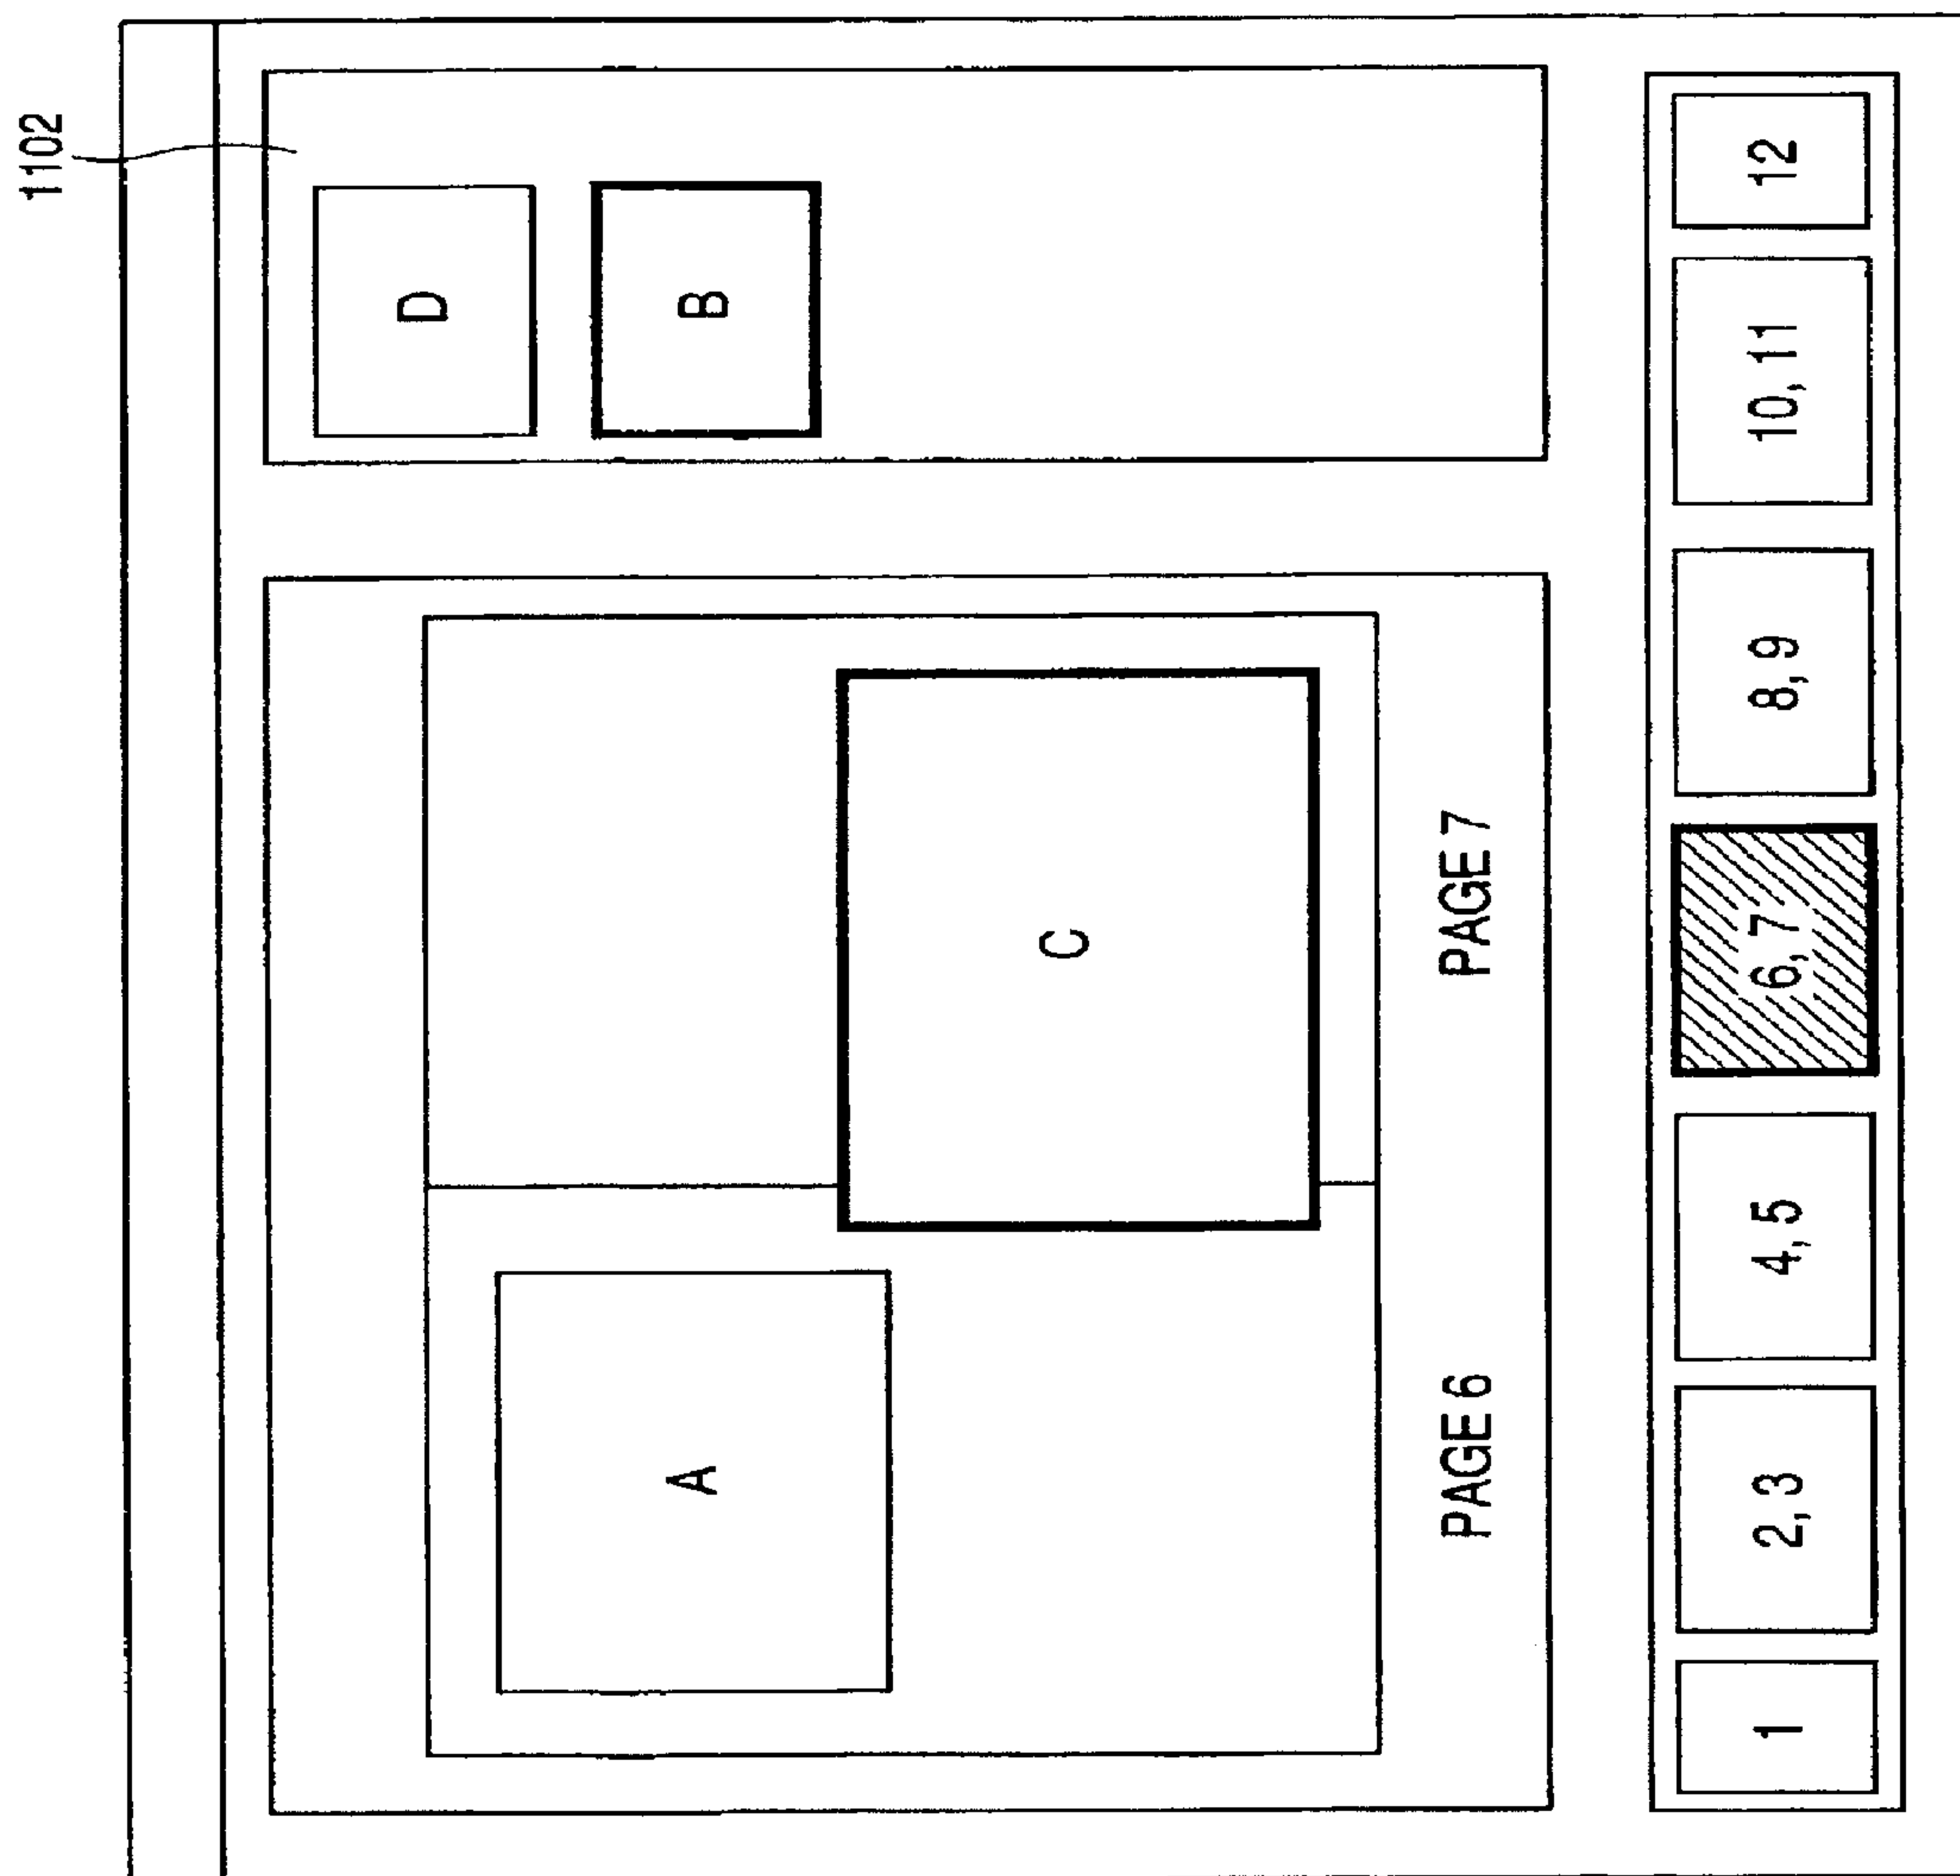 1102
D
B
A
C
PAGE 6
PAGE 7
1
2, 3
4, 5
6, 7
8, 9
10, 11
12